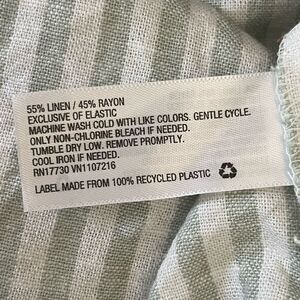 55% LINEN / 45% RAYON
EXCLUSIVE OF ELASTIC
MACHINE WASH COLD WITH LIKE COLORS. GENTLE CYCLE.
ONLY NON-CHLORINE BLEACH IF NEEDED.
TUMBLE DRY LOW. REMOVE PROMPTLY.
COOL IRON IF NEEDED.
RN17730 VN1107216
LABEL MADE FROM 100% RECYCLED PLASTIC